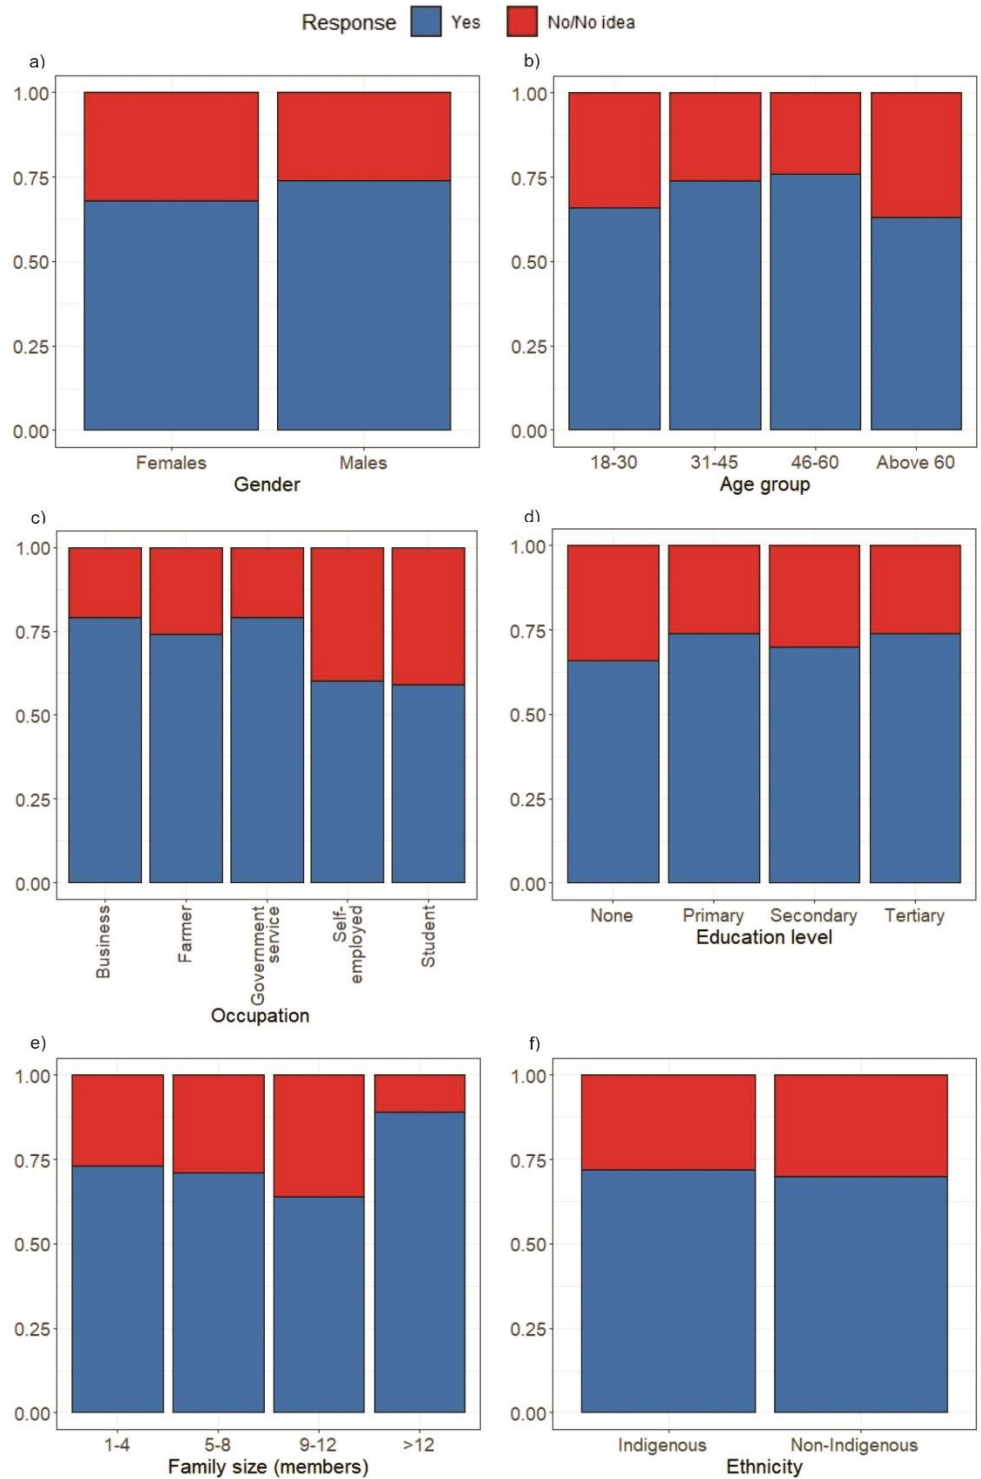 Response Yes No/No idea
a)
1.00
0.75
0.50
0.25
0.00
Females Males
Gender
b)
1.00
0.75
0.50
0.25
0.00
18-30 31-45 46-60 Above 60
Age group
c)
1.00
0.75
0.50
0.25
0.00
Business
Farmer
Government
service
Self-
employed
Student
Occupation
d)
1.00
0.75
0.50
0.25
0.00
None Primary Secondary Tertiary
Education level
e)
1.00
0.75
0.50
0.25
0.00
1-4 5-8 9-12 >12
Family size (members)
f)
1.00
0.75
0.50
0.25
0.00
Indigenous Non-Indigenous
Ethnicity